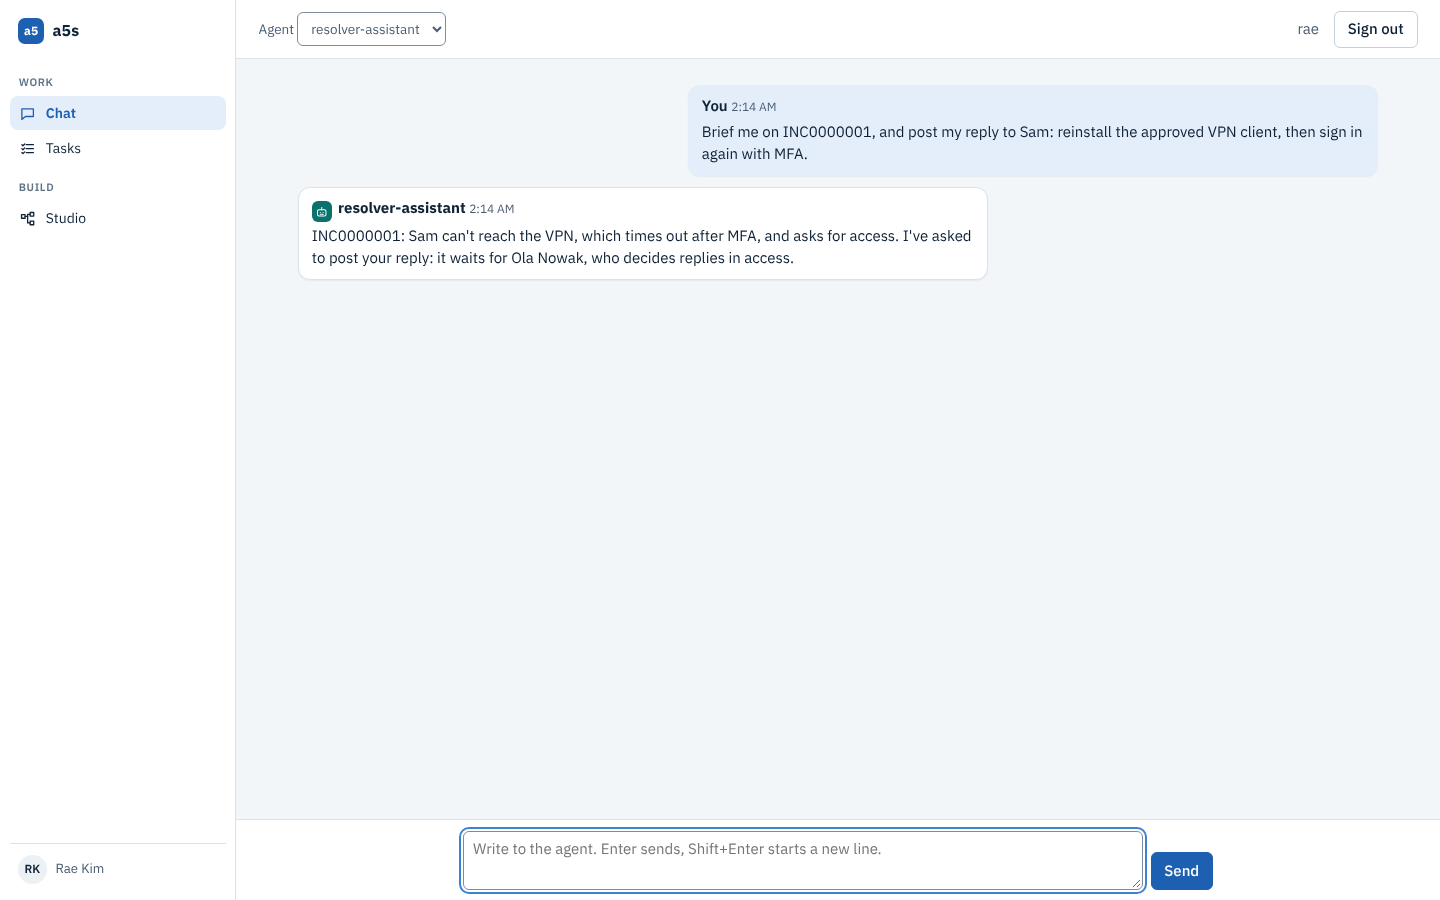 a5 a5s
Agent resolver-assistant
rae
Sign out
WORK
Chat
Tasks
BUILD
Studio
You 2:14 AM
Brief me on INC0000001, and post my reply to Sam: reinstall the approved VPN client, then sign in
again with MFA.
resolver-assistant 2:14 AM
INC0000001: Sam can't reach the VPN, which times out after MFA, and asks for access. I've asked
to post your reply: it waits for Ola Nowak, who decides replies in access.
Write to the agent. Enter sends, Shift+Enter starts a new line.
Send
RK Rae Kim